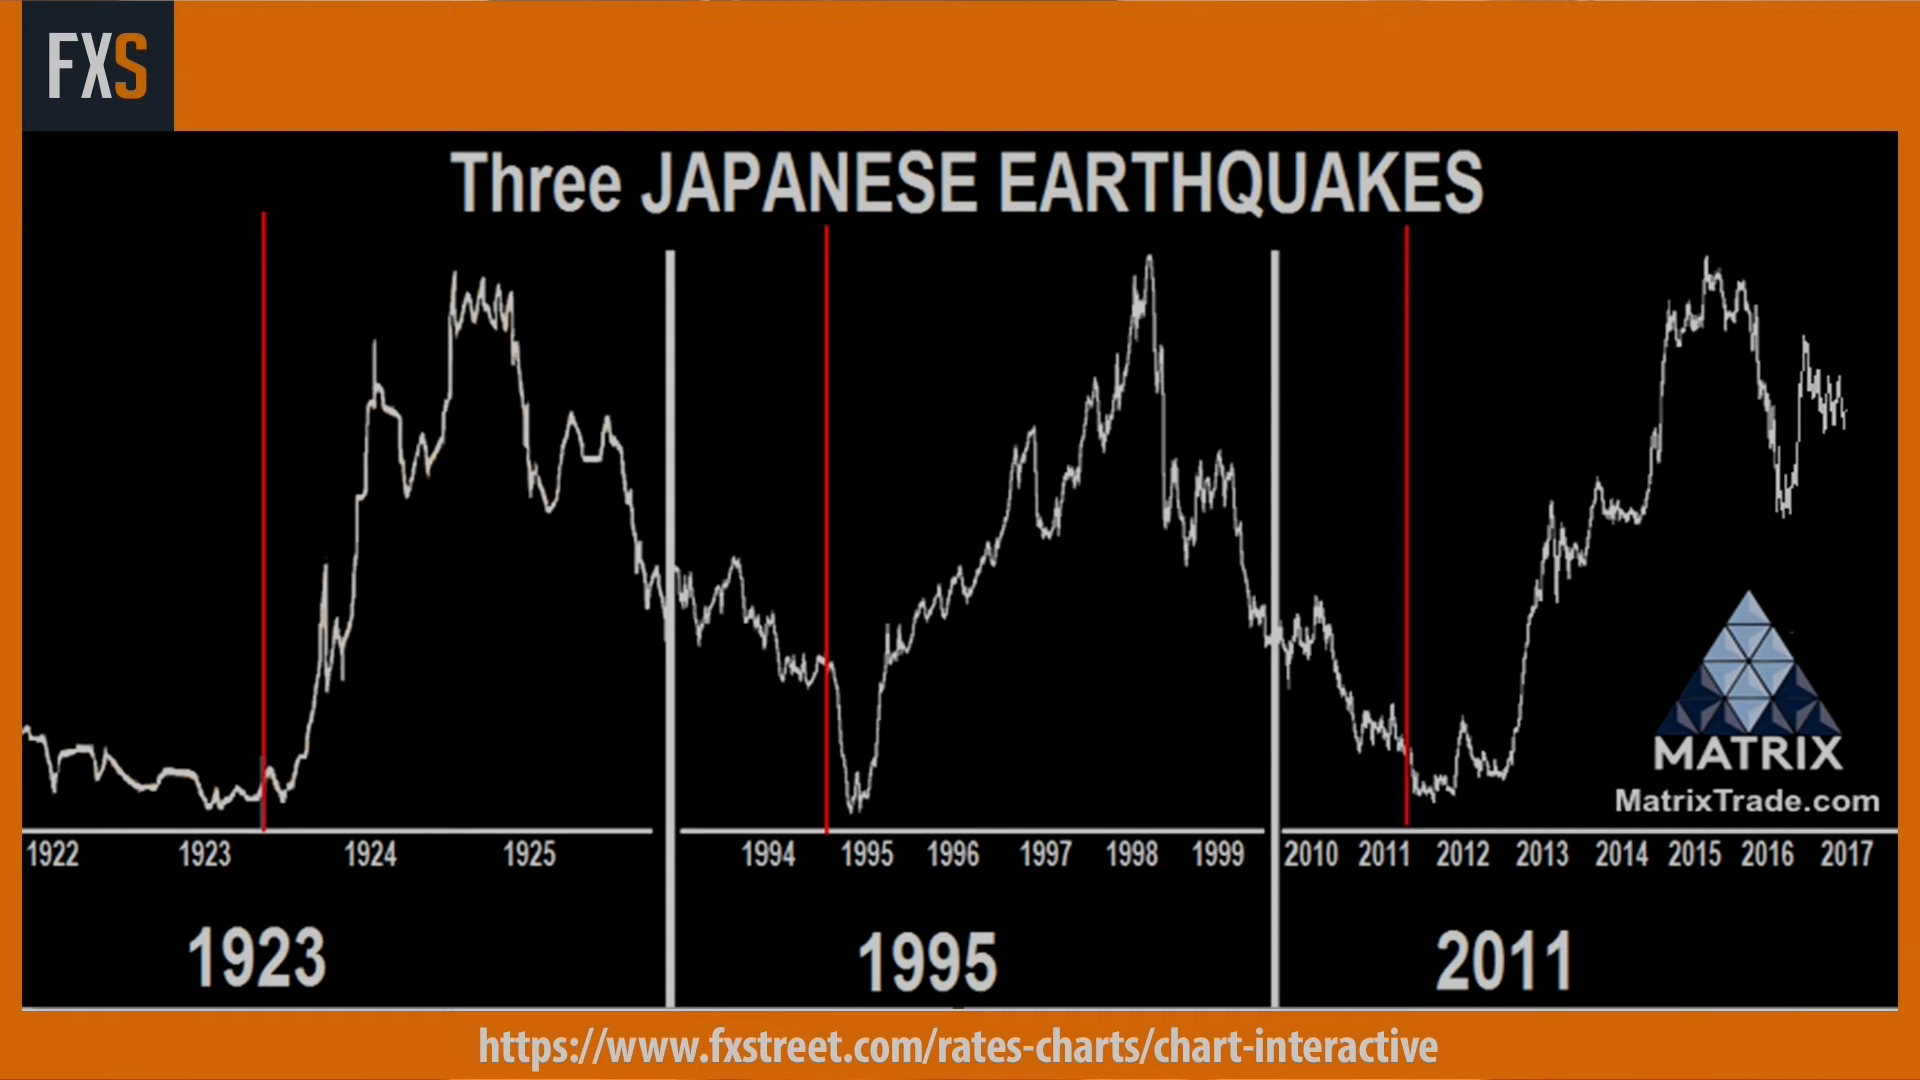 FXS
Three JAPANESE EARTHQUAKES
MATRIX
MatrixTrade.com
1922 1923 1924 1925 1994 1995 1996 1997 1998 1999 2010 2011 2012 2013 2014 2015 2016 2017
1923 1995 2011
https://www.fxstreet.com/rates-charts/chart-interactive